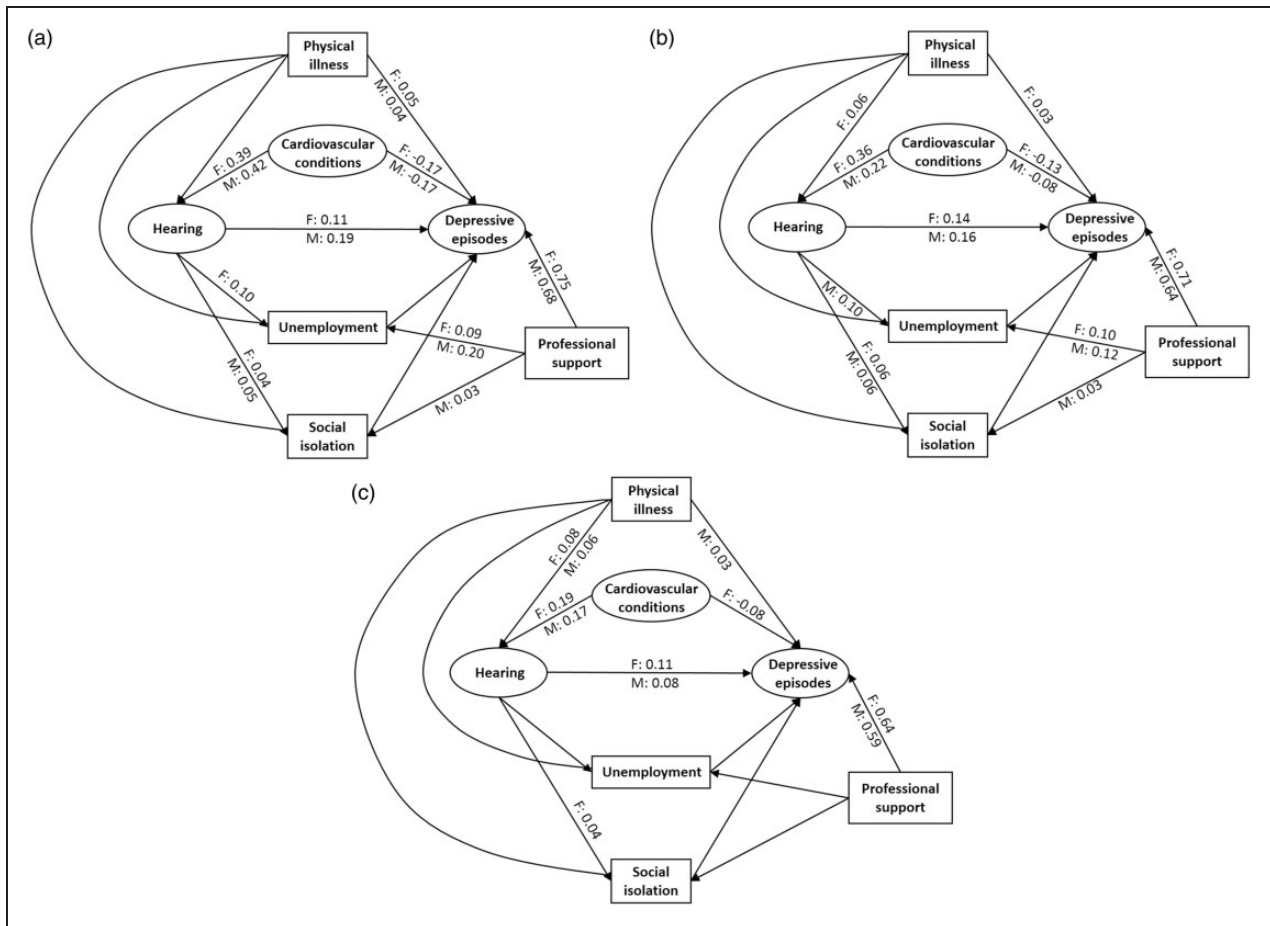 (a)
Physical
illness
F: 0.05
M: 0.04
Cardiovascular
conditions
F: 0.39
M: 0.42
F: -0.17
M: -0.17
Hearing
F: 0.11
M: 0.19
Depressive
episodes
F: 0.10
F: 0.75
M: 0.68
Unemployment
F: 0.09
M: 0.20
Professional
support
F: 0.04
M: 0.05
M: 0.03
Social
isolation
(b)
Physical
illness
F: 0.06
F: 0.03
Cardiovascular
conditions
F: 0.36
M: 0.22
F: -0.13
M: -0.08
Hearing
F: 0.14
M: 0.16
Depressive
episodes
M: 0.10
F: 0.71
M: 0.64
Unemployment
F: 0.10
M: 0.12
Professional
support
F: 0.06
M: 0.06
M: 0.03
Social
isolation
(c)
Physical
illness
F: 0.08
M: 0.06
M: 0.03
Cardiovascular
conditions
F: 0.19
M: 0.17
F: -0.08
Hearing
F: 0.11
M: 0.08
Depressive
episodes
F: 0.64
M: 0.59
Unemployment
Professional
support
F: 0.04
Social
isolation